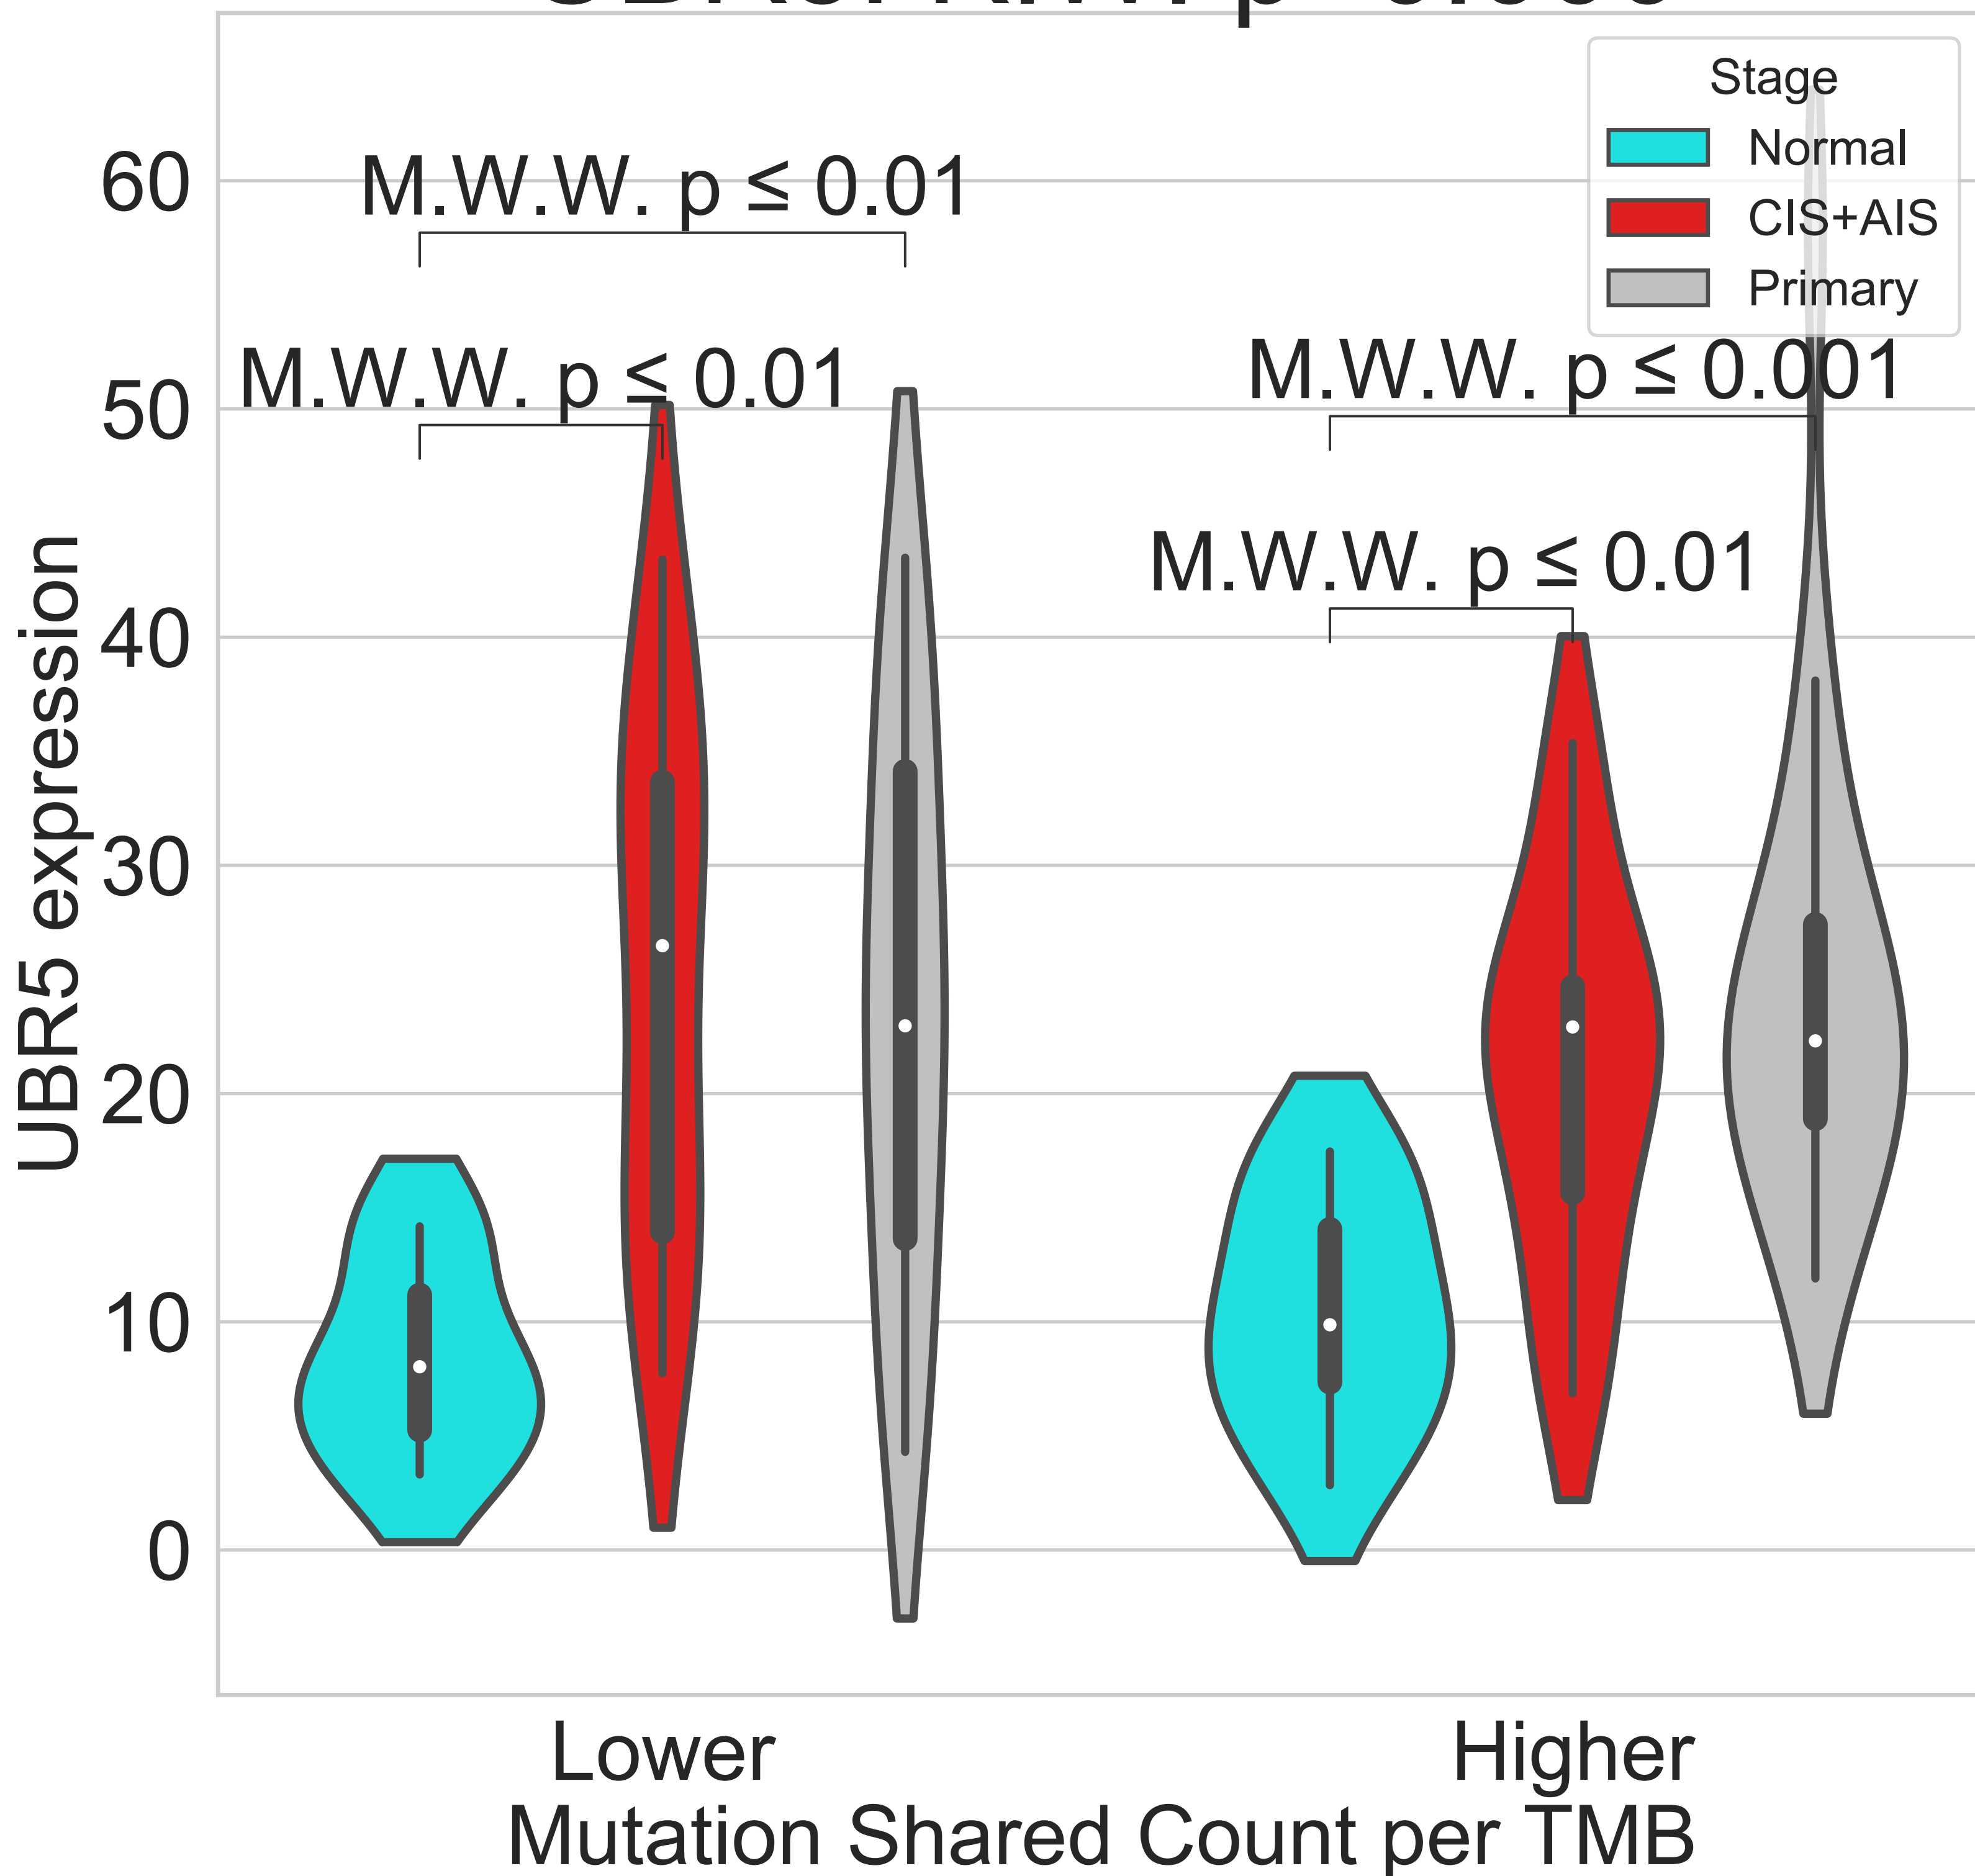 Stage
Normal
CIS+AIS
Primary
60
50
40
30
20
10
0
UBR5 expression
M.W.W. p ≤ 0.01
M.W.W. p ≤ 0.01
M.W.W. p ≤ 0.001
M.W.W. p ≤ 0.01
Lower
Higher
Mutation Shared Count per TMB